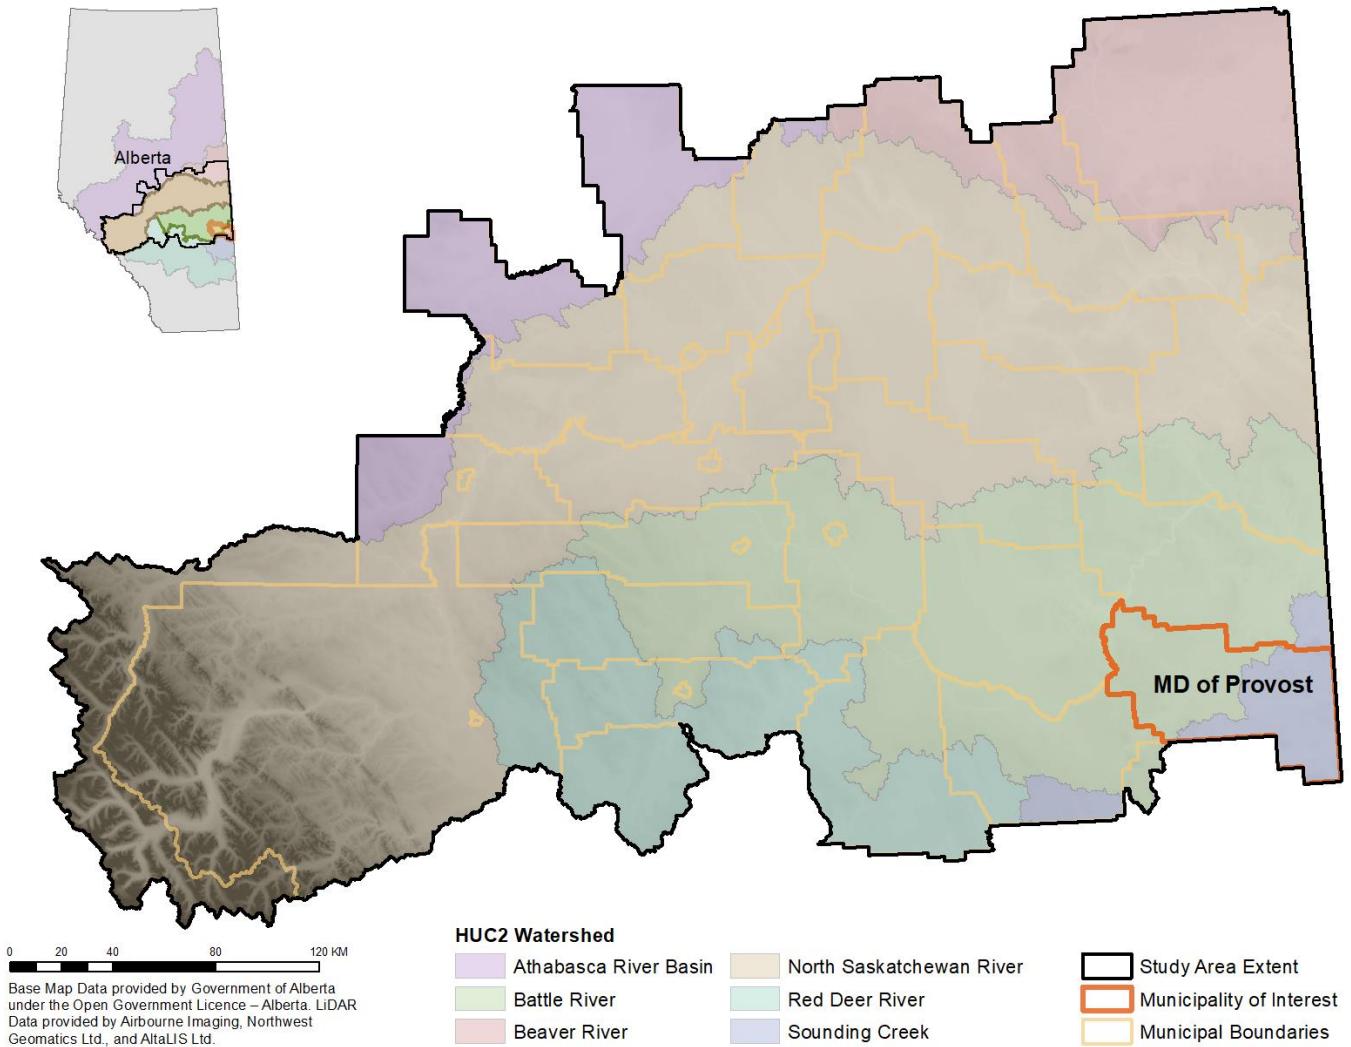 Alberta
MD of Provost
0 20 40 80 120 KM
Base Map Data provided by Government of Alberta
under the Open Government Licence – Alberta. LiDAR
Data provided by Airbourne Imaging, Northwest
Geomatics Ltd., and AltaLIS Ltd.
HUC2 Watershed
Athabasca River Basin
Battle River
Beaver River
North Saskatchewan River
Red Deer River
Sounding Creek
Study Area Extent
Municipality of Interest
Municipal Boundaries